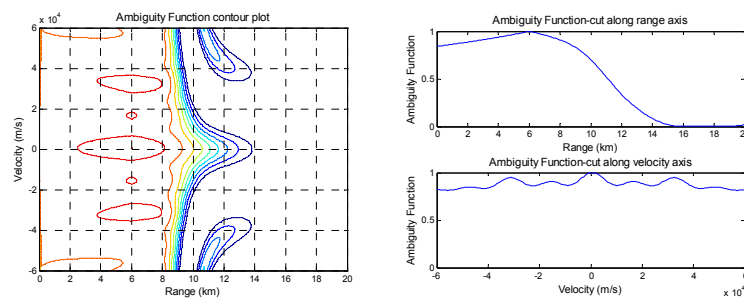 Ambiguity Function contour plot
x 10^4
6
4
2
0
-2
-4
-6
Velocity (m/s)
0 2 4 6 8 10 12 14 16 18 20
Range (km)
Ambiguity Function-cut along range axis
1
0.5
0
Ambiguity Function
0 2 4 6 8 10 12 14 16 18 20
Range (km)
Ambiguity Function-cut along velocity axis
1
0.5
0
Ambiguity Function
-6 -4 -2 0 2 4 6
Velocity (m/s)
x 10^4